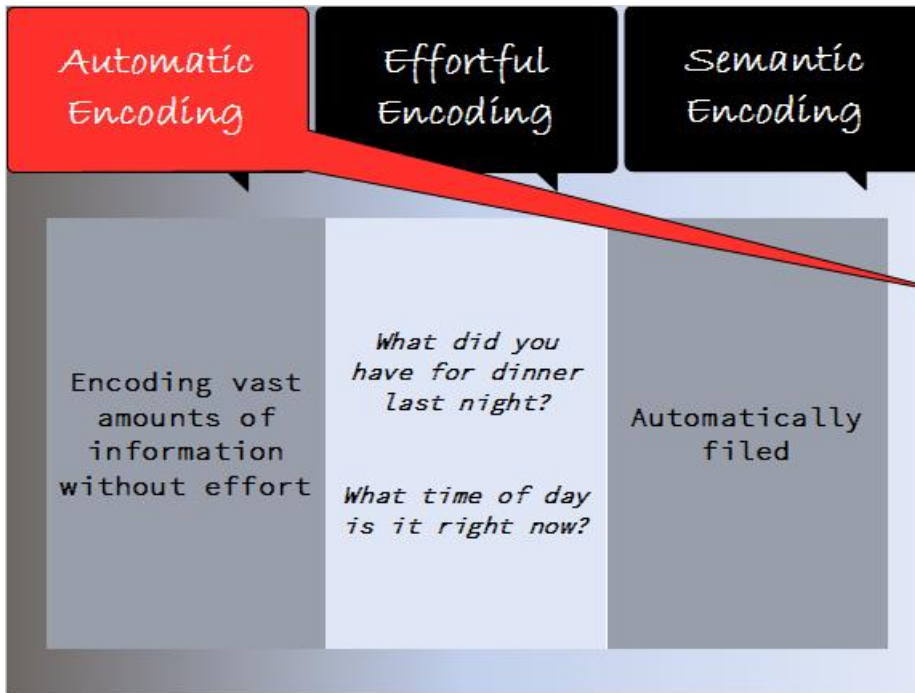 Automatic
Encoding
Effortful
Encoding
Semantic
Encoding
Encoding vast
amounts of
information
without effort
What did you
have for dinner
last night?
What time of day
is it right now?
Automatically
filed